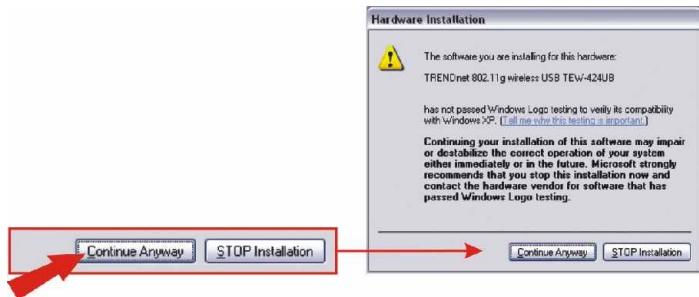 Hardware Installation
The software you are installing for this hardware:
TRENDnet 802.11g wireless USB TEW-424UB
has not passed Windows Logo testing to verify its compatibility
with Windows XP. (Tell me why this testing is important.)
Continuing your installation of this software may impair
or destabilize the correct operation of your system
either immediately or in the future. Microsoft strongly
recommends that you stop this installation now and
contact the hardware vendor for software that has
passed Windows Logo testing.
Continue Anyway STOP Installation
Continue Anyway STOP Installation